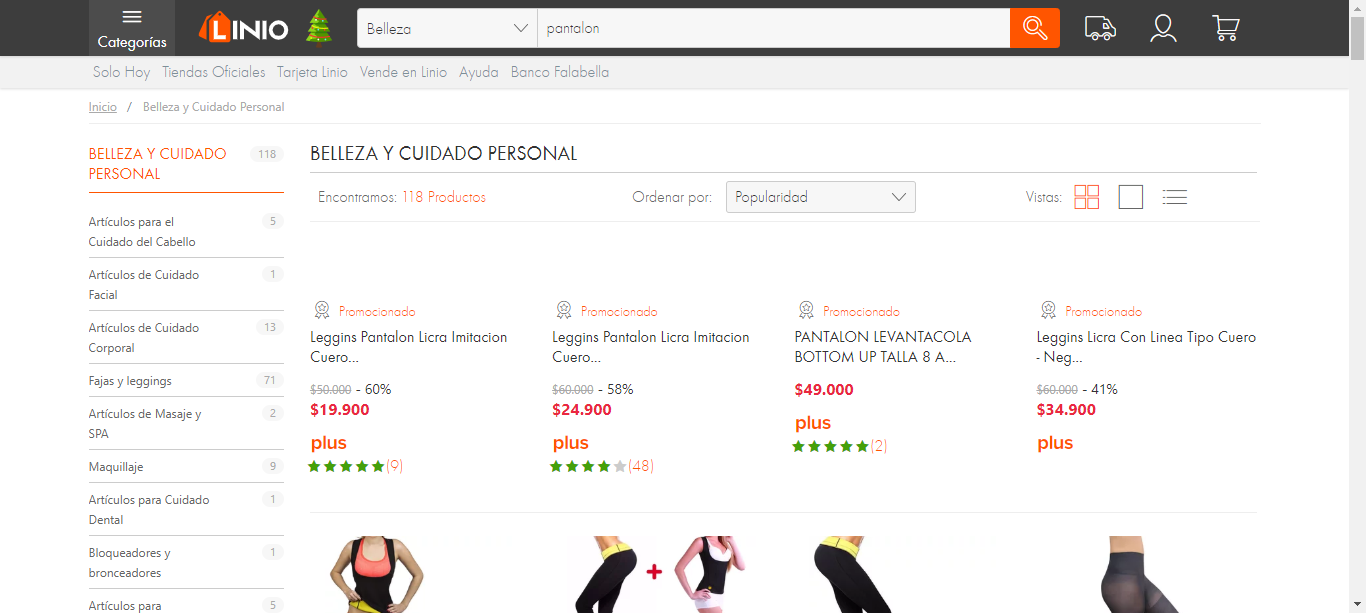 Categorías
LINIO
Belleza
pantalon
Solo Hoy Tiendas Oficiales Tarjeta Linio Vende en Linio Ayuda Banco Falabella
Inicio / Belleza y Cuidado Personal
BELLEZA Y CUIDADO
PERSONAL
118
Artículos para el
Cuidado del Cabello
5
Artículos de Cuidado
Facial
1
Artículos de Cuidado
Corporal
13
Fajas y leggings
71
Artículos de Masaje y
SPA
2
Maquillaje
9
Artículos para Cuidado
Dental
1
Bloqueadores y
bronceadores
1
Artículos para
5
BELLEZA Y CUIDADO PERSONAL
Encontramos: 118 Productos
Ordenar por:
Popularidad
Vistas:
Promocionado
Leggins Pantalon Licra Imitacion
Cuero...
$50.000 - 60%
$19.900
plus
(9)
Promocionado
Leggins Pantalon Licra Imitacion
Cuero...
$60.000 - 58%
$24.900
plus
(48)
Promocionado
PANTALON LEVANTACOLA
BOTTOM UP TALLA 8 A...
$49.000
plus
(2)
Promocionado
Leggins Licra Con Linea Tipo Cuero
- Neg...
$60.000 - 41%
$34.900
plus